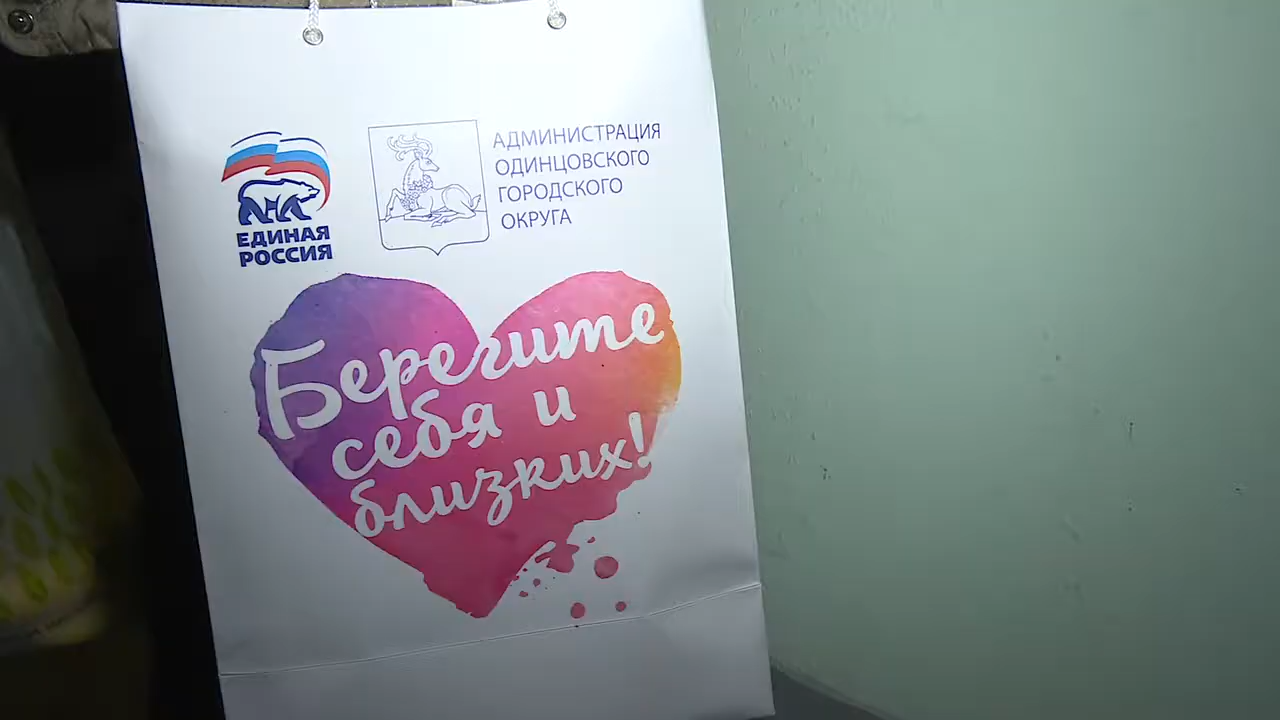 ЕДИНАЯ
РОССИЯ
АДМИНИСТРАЦИЯ
ОДИНЦОВСКОГО
ГОРОДСКОГО
ОКРУГА
Берегите
себя и
близких!